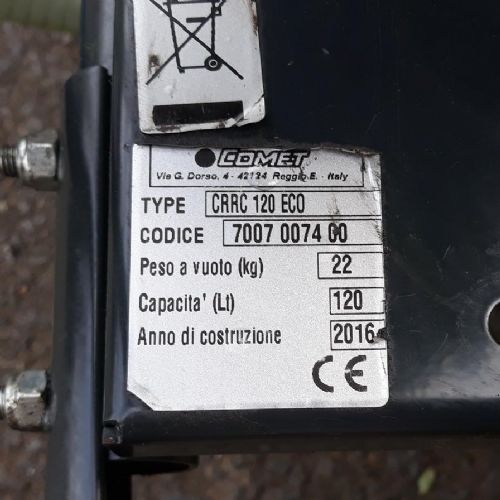 COMET
Via G. Dorso, 4 - 42124 Reggio E. - Italy
TYPE CRRC 120 ECO
CODICE 7007 0074 00
Peso a vuoto (kg) 22
Capacita' (Lt) 120
Anno di costruzione 2016
CE